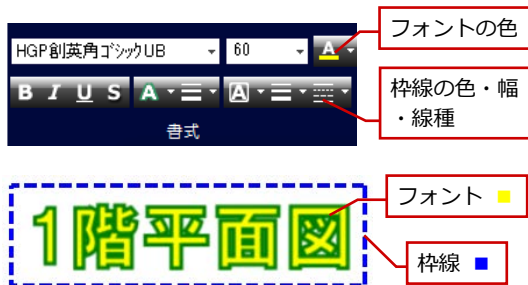 フォントの色
HGP創英角ｺﾞｼｯｸUB 60 A
B I U S A A
枠線の色・幅
・線種
書式
1階平面図
フォント
枠線